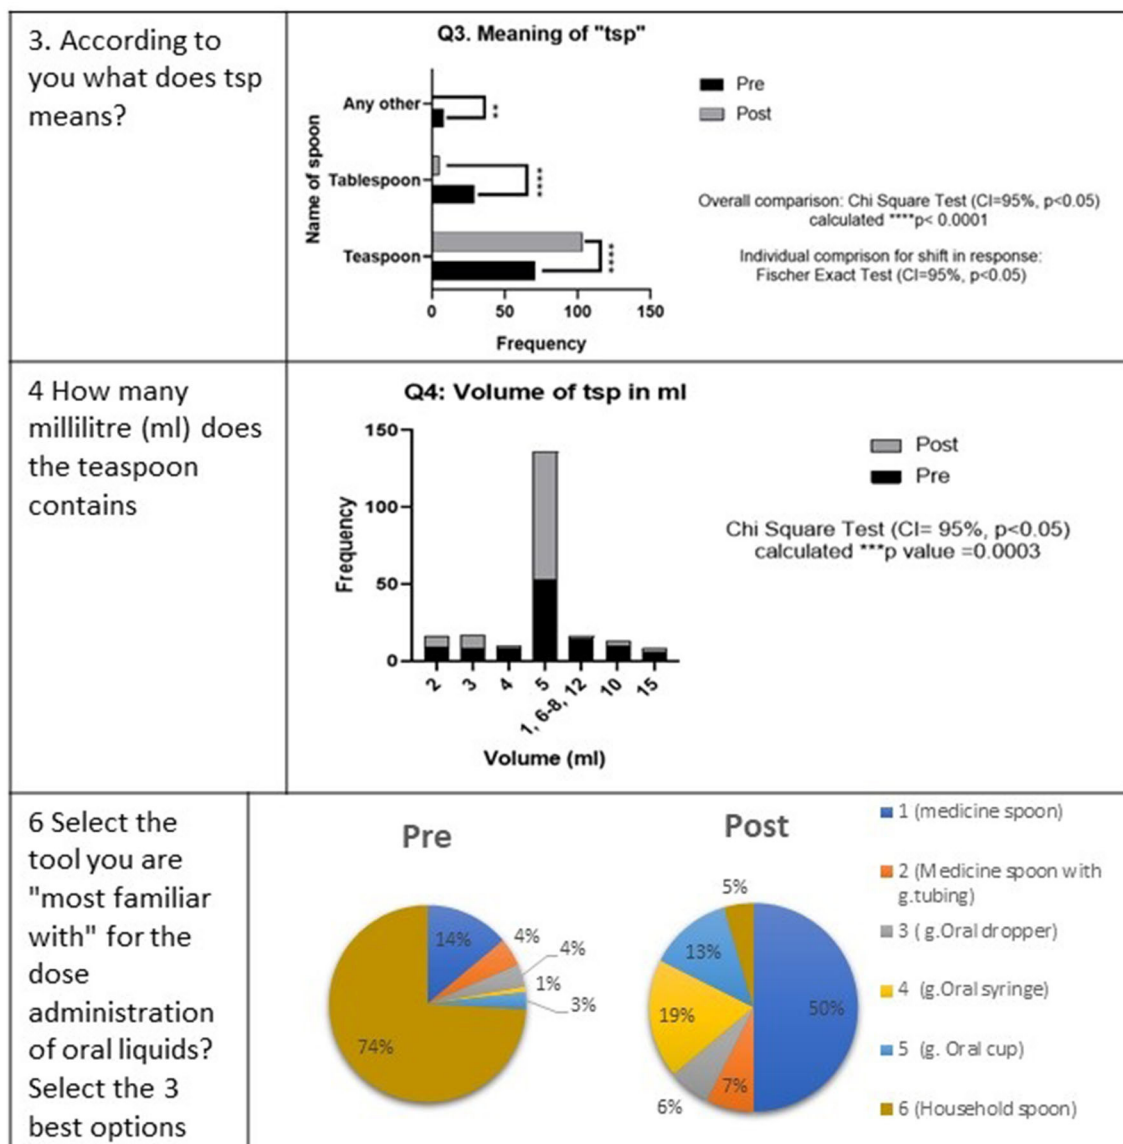 3. According to
you what does tsp
means?
Q3. Meaning of "tsp"
Name of spoon
Any other
Tablespoon
Teaspoon
**
****
****
0
50
100
150
Frequency
Pre
Post
Overall comparison: Chi Square Test (CI=95%, p<0.05)
calculated ****p< 0.0001
Individual comprison for shift in response:
Fischer Exact Test (CI=95%, p<0.05)
4 How many
millilitre (ml) does
the teaspoon
contains
Q4: Volume of tsp in ml
Frequency
150
100
50
0
2
3
4
5
1, 6-8, 12
10
15
Volume (ml)
Post
Pre
Chi Square Test (CI= 95%, p<0.05)
calculated ***p value =0.0003
6 Select the
tool you are
"most familiar
with" for the
dose
administration
of oral liquids?
Select the 3
best options
Pre
14%
4%
4%
1%
3%
74%
Post
5%
13%
19%
6%
7%
50%
1 (medicine spoon)
2 (Medicine spoon with
g.tubing)
3 ( g.Oral dropper)
4 (g.Oral syringe)
5 (g. Oral cup)
6 (Household spoon)